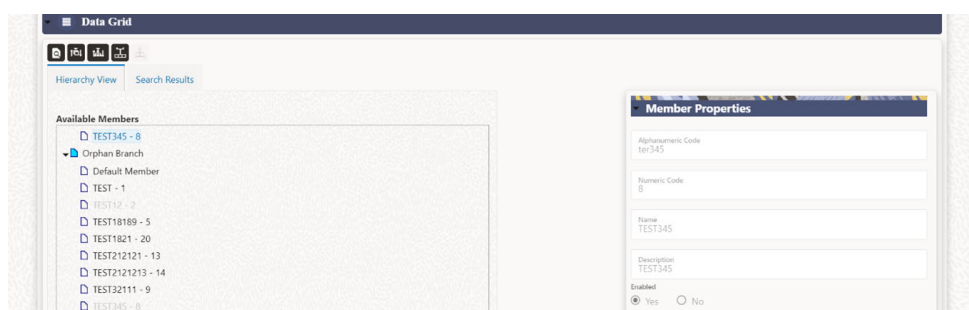 Data Grid
Hierarchy View
Search Results
Available Members
TEST345 - 8
Orphan Branch
Default Member
TEST - 1
TEST12 - 2
TEST18189 - 5
TEST1821 - 20
TEST212121 - 13
TEST2121213 - 14
TEST32111 - 9
TEST345 - 8
Member Properties
Alphanumeric Code
ter345
Numeric Code
8
Name
TEST345
Description
TEST345
Enabled
Yes No